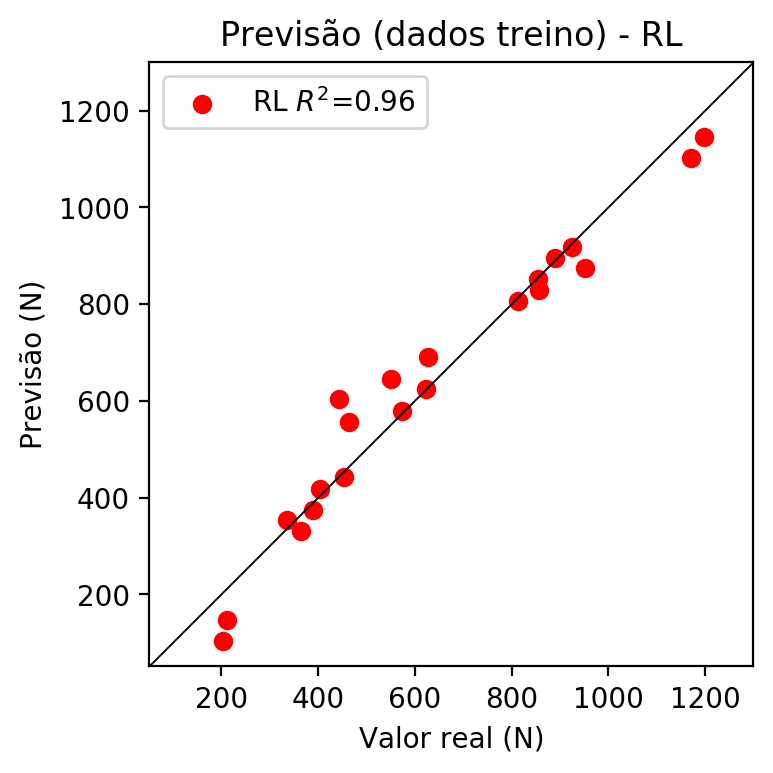 Previsão (dados treino) - RL
RL R²=0.96
Previsão (N)
1200
1000
800
600
400
200
200 400 600 800 1000 1200
Valor real (N)